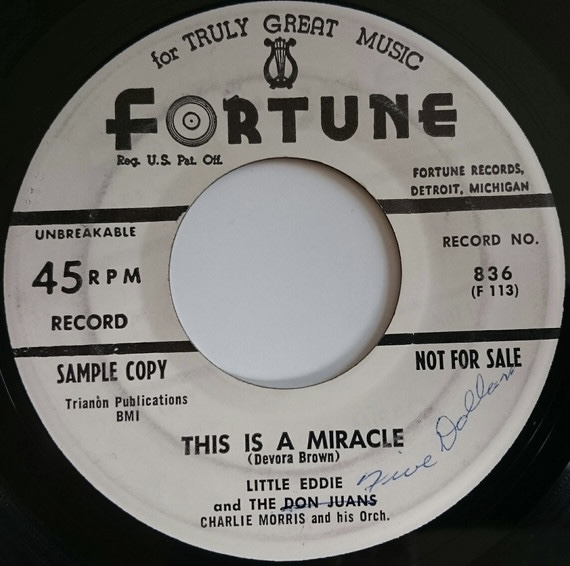 for TRULY GREAT MUSIC
FORTUNE
Reg. U.S. Pat. Off.
FORTUNE RECORDS,
DETROIT, MICHIGAN
UNBREAKABLE
45 RPM
RECORD
RECORD NO.
836
(F 113)
SAMPLE COPY
NOT FOR SALE
Trianòn Publications
BMI
THIS IS A MIRACLE
(Devora Brown)
LITTLE EDDIE
and THE DON JUANS
Five Dollars
CHARLIE MORRIS and his Orch.